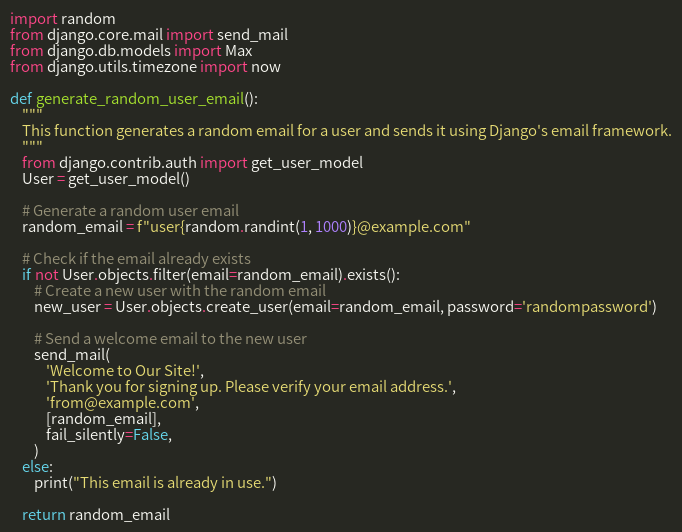 import random
from django.core.mail import send_mail
from django.db.models import Max
from django.utils.timezone import now

def generate_random_user_email():
    """
    This function generates a random email for a user and sends it using Django's email framework.
    """
    from django.contrib.auth import get_user_model
    User = get_user_model()

    # Generate a random user email
    random_email = f"user{random.randint(1, 1000)}@example.com"

    # Check if the email already exists
    if not User.objects.filter(email=random_email).exists():
        # Create a new user with the random email
        new_user = User.objects.create_user(email=random_email, password='randompassword')

        # Send a welcome email to the new user
        send_mail(
            'Welcome to Our Site!',
            'Thank you for signing up. Please verify your email address.',
            'from@example.com',
            [random_email],
            fail_silently=False,
        )
    else:
        print("This email is already in use.")

    return random_email